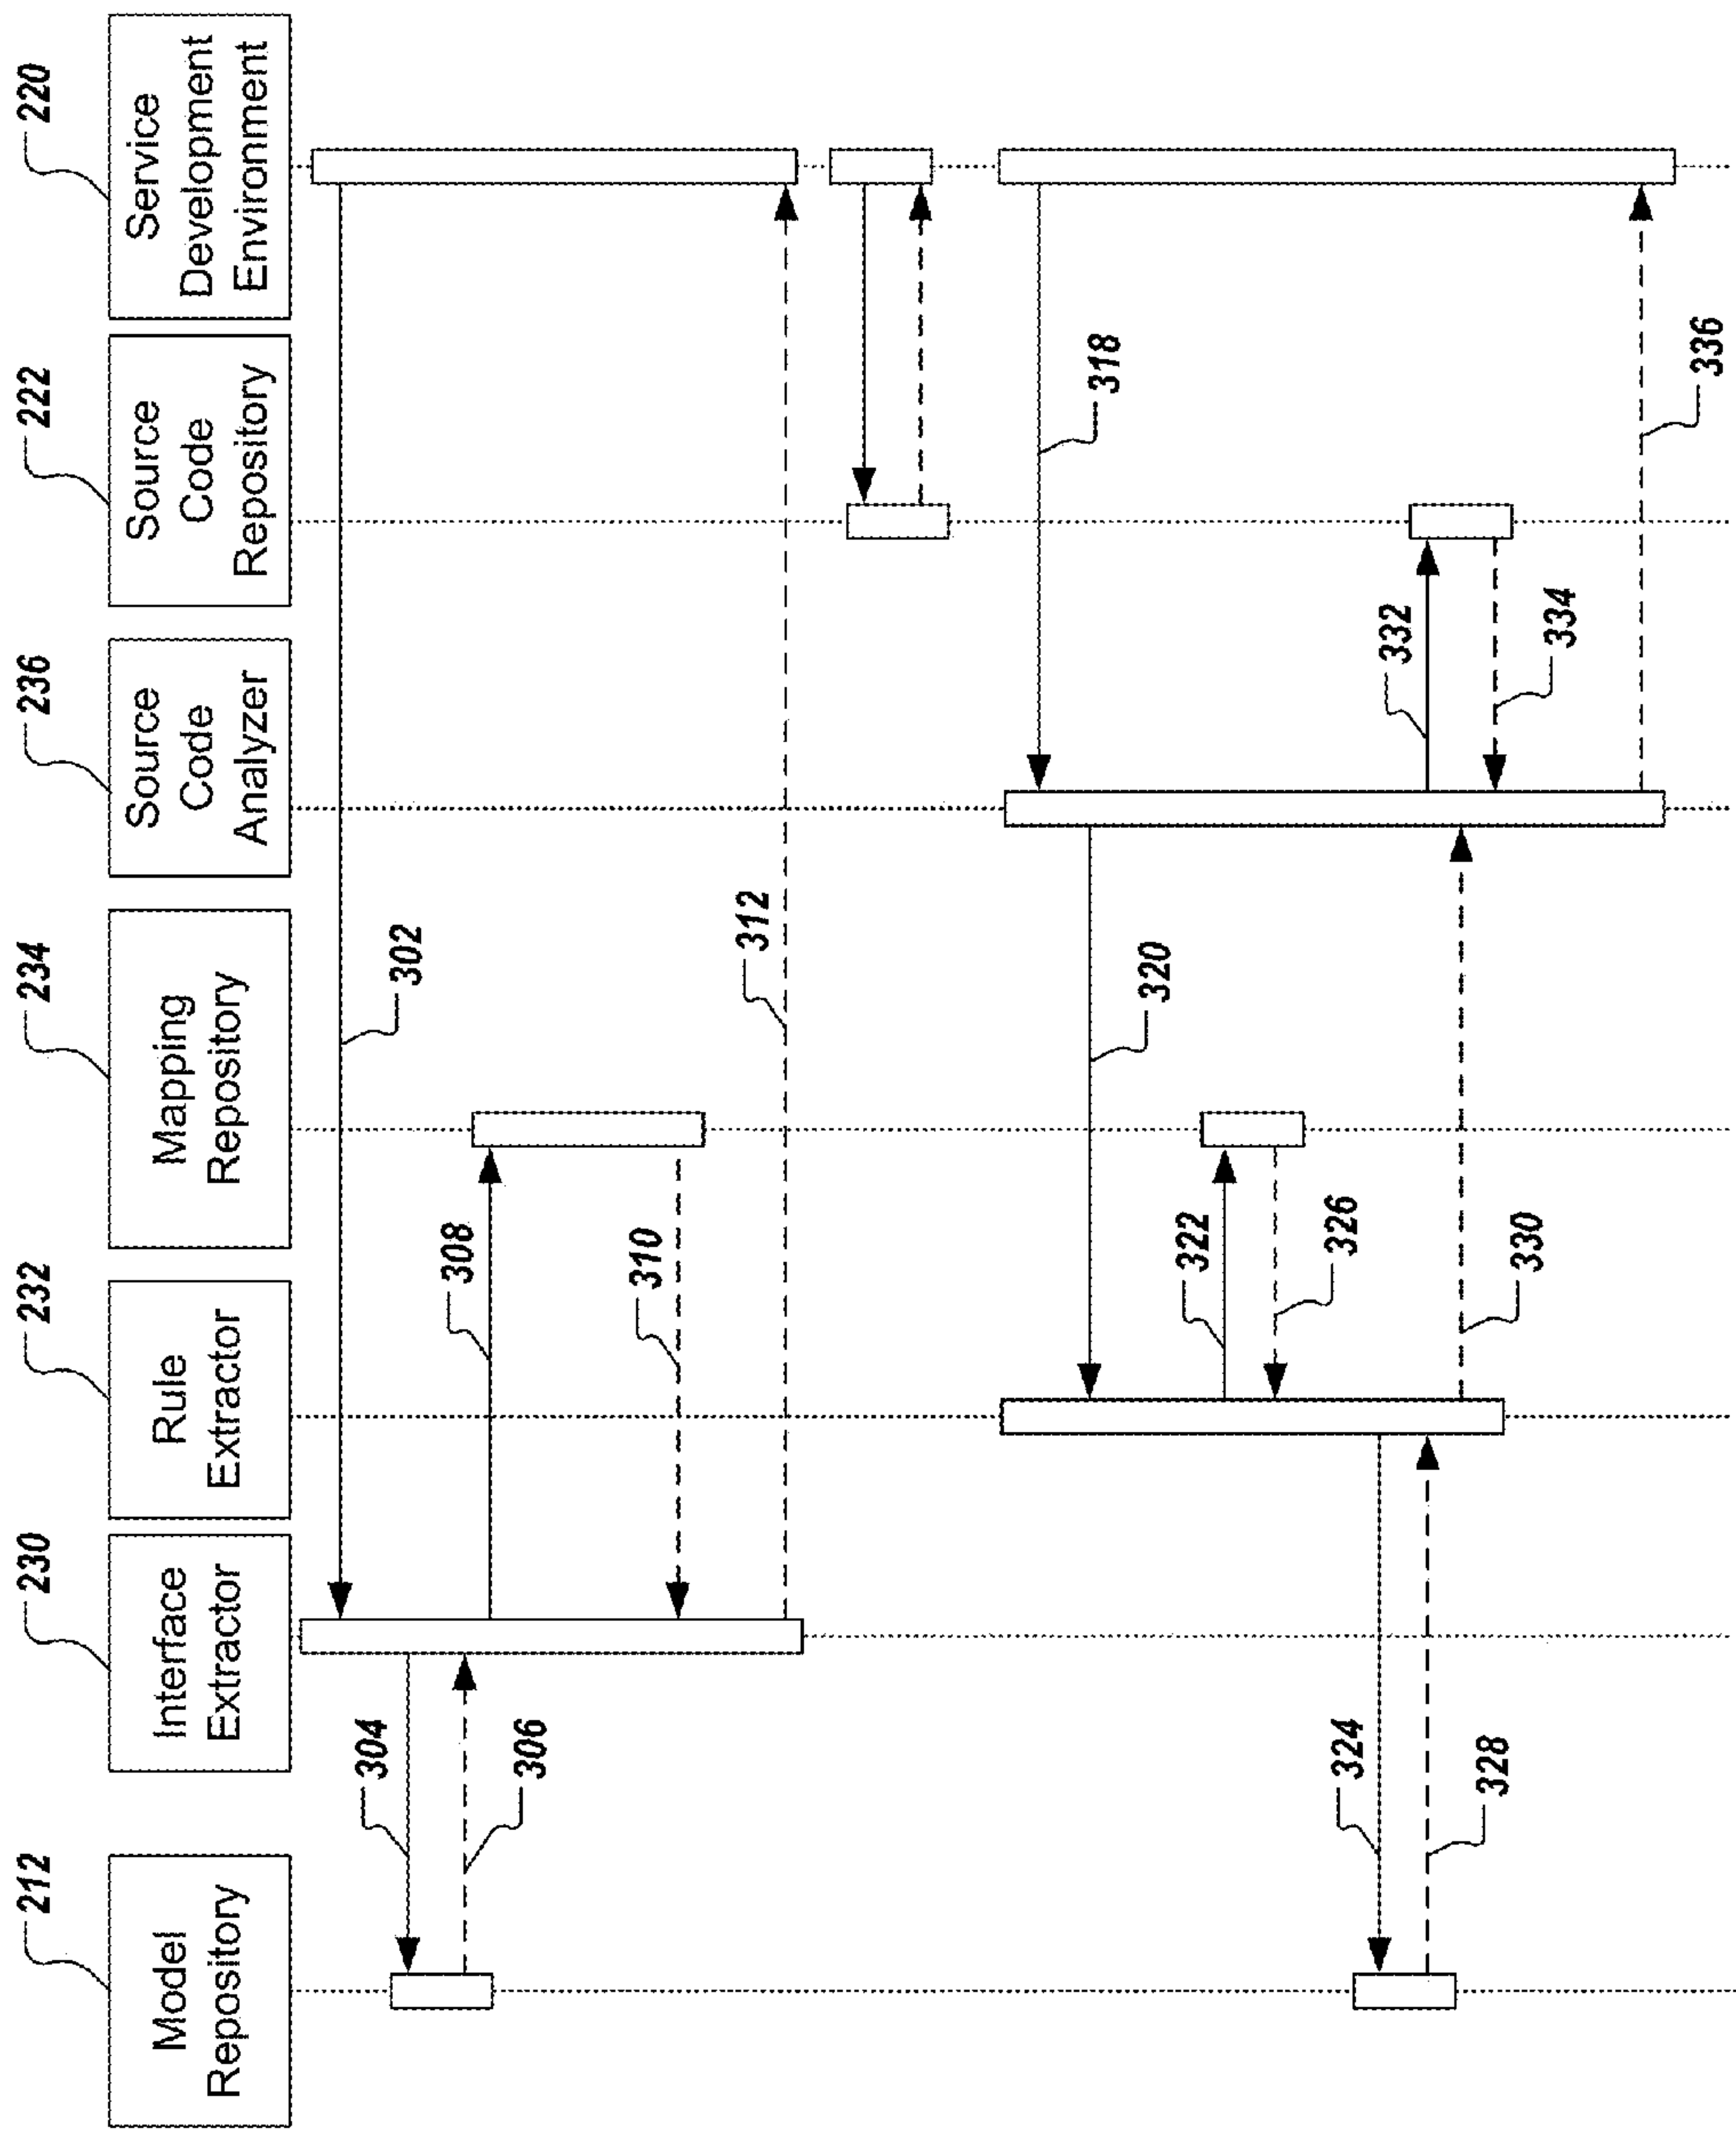 212
230
232
234
236
222
220
Model
Repository
Interface
Extractor
Rule
Extractor
Mapping
Repository
Source
Code
Analyzer
Source
Code
Repository
Service
Development
Environment
302
304
306
308
310
312
318
320
322
326
324
328
330
332
334
336